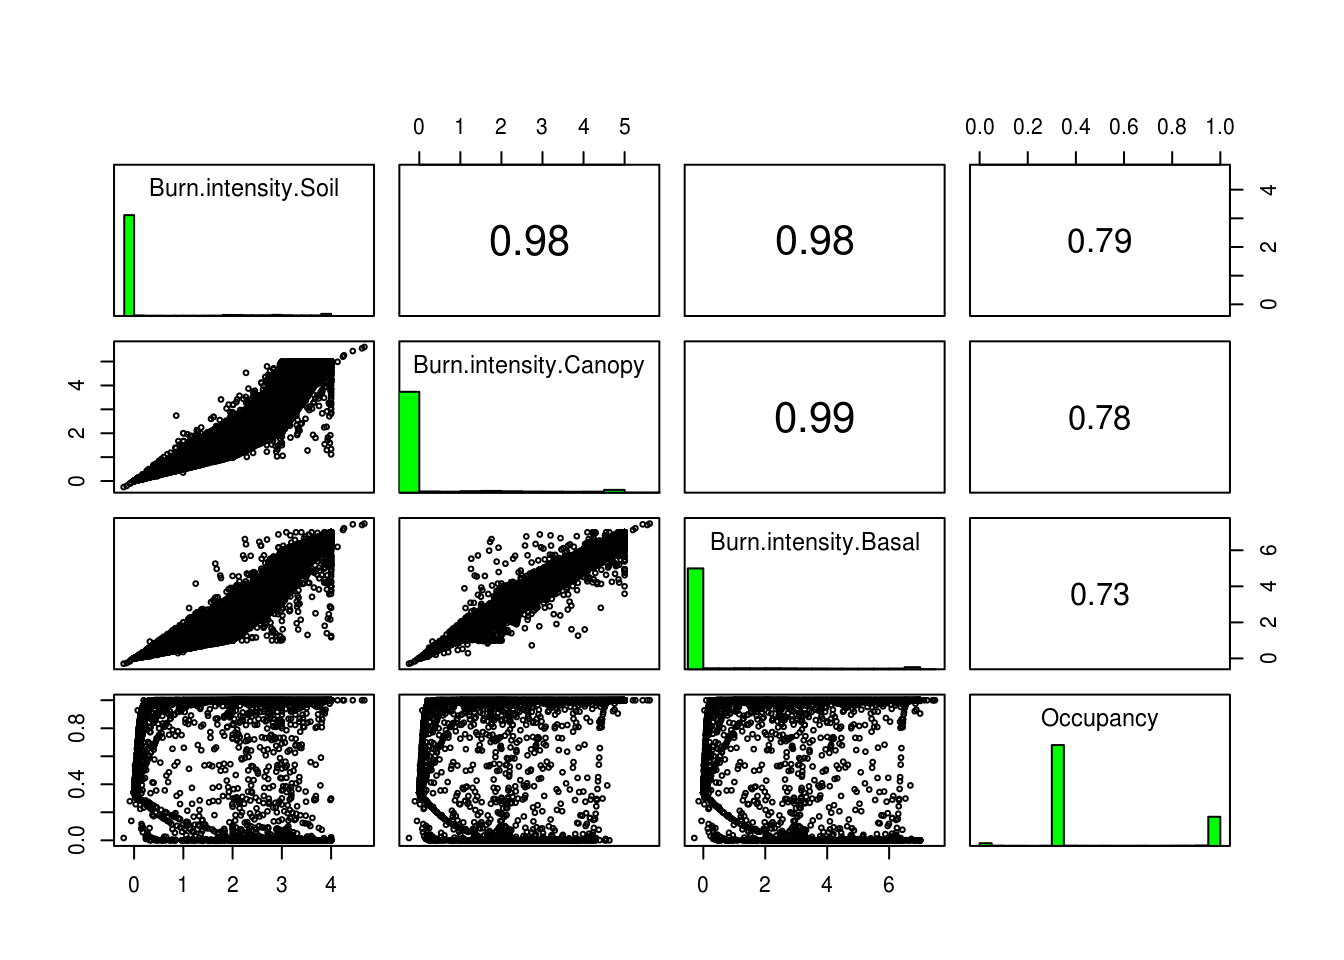 0 1 2 3 4 5
0.0 0.2 0.4 0.6 0.8 1.0
Burn.intensity.Soil
0.98
0.98
0.79
4
2
0
4
2
0
Burn.intensity.Canopy
0.99
0.78
Burn.intensity.Basal
0.73
6
4
2
0
0.8
0.4
0.0
Occupancy
0 1 2 3 4
0 2 4 6